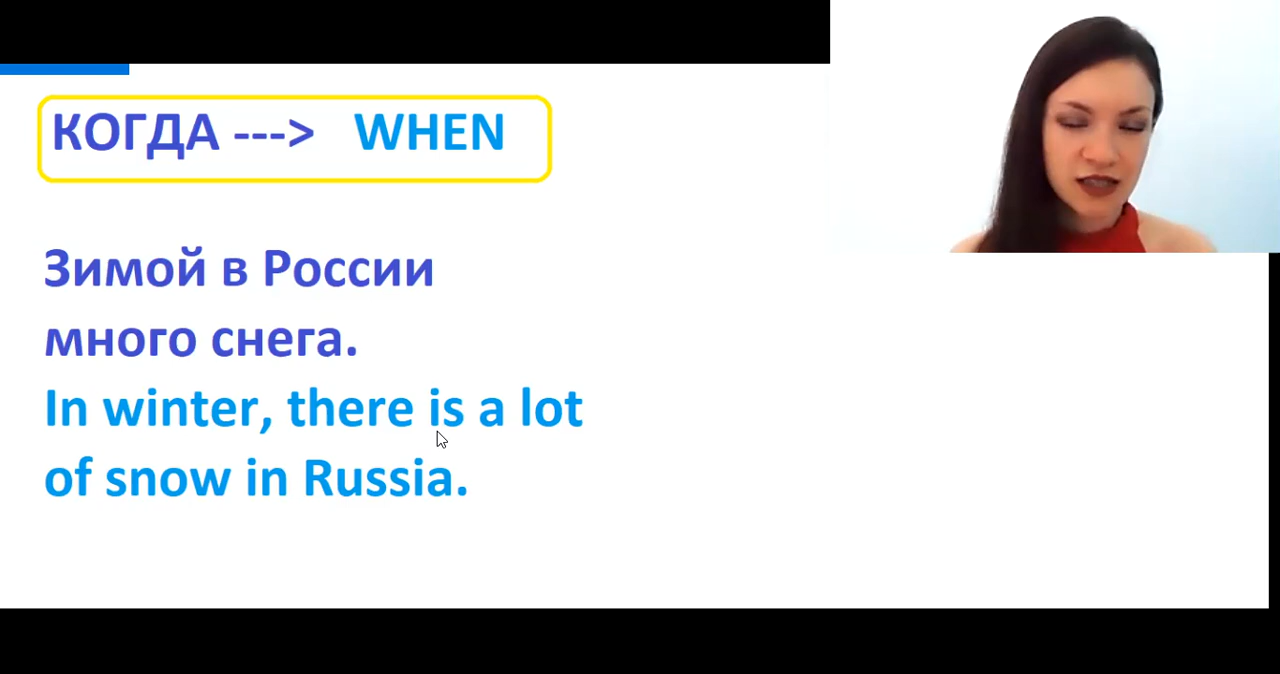 КОГДА ---> WHEN
Зимой в России
много снега.
In winter, there is a lot
of snow in Russia.